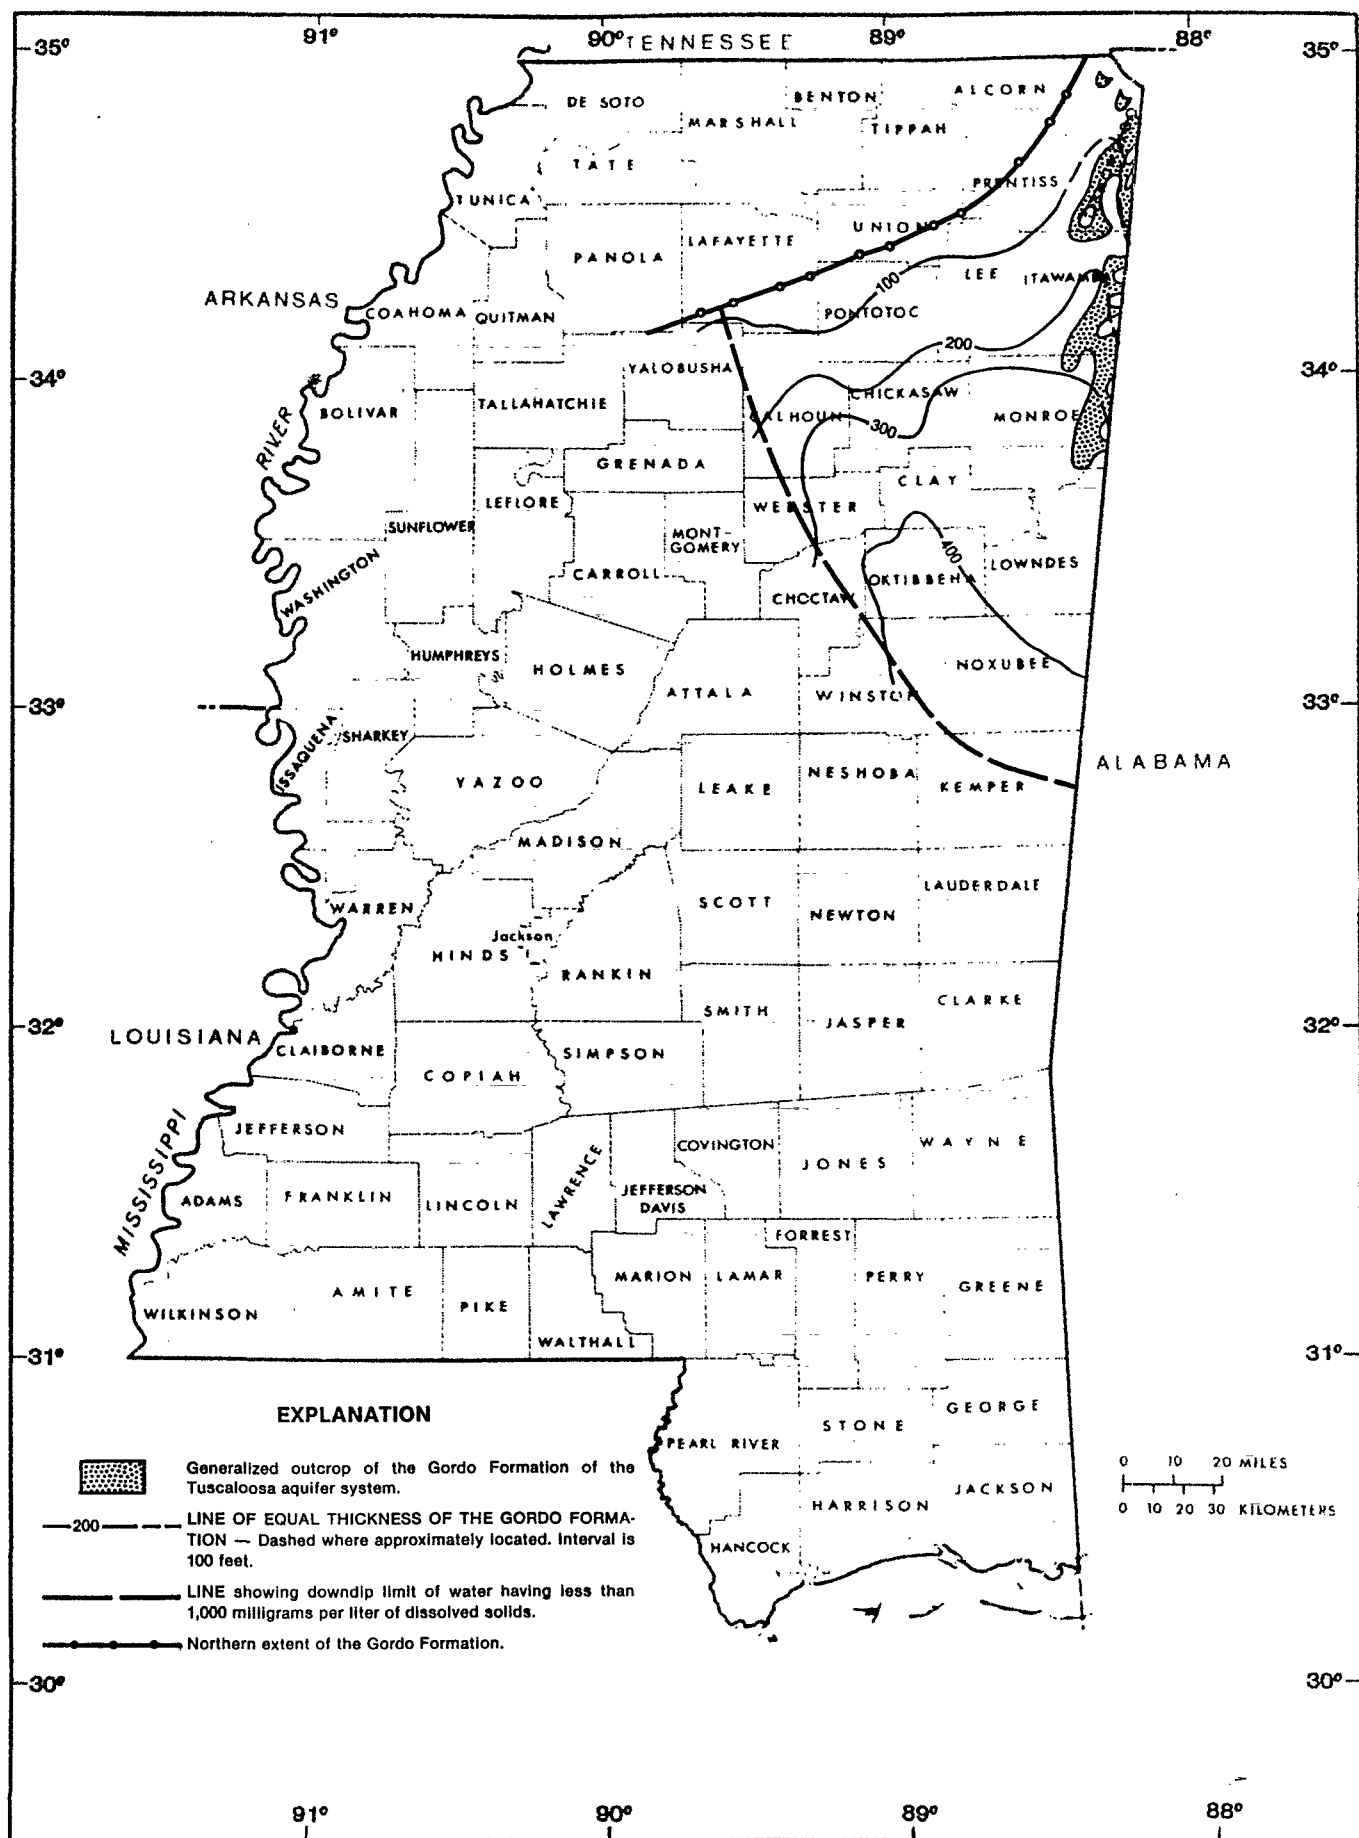 91° 90° 89° 88°
35° TENNESSEE 35°
DE SOTO
BENTON
ALCORN
MARSHALL
TIPPAH
TATE
PRENTISS
TUNICA
UNION
LAFAYETTE
PANOLA
LEE
ITAWAMBA
100
ARKANSAS
COAHOMA
QUITMAN
PONTOTOC
200
YALOBUSHA
34° 34°
CHICKASAW
TALLAHATCHIE
BOLIVAR
CALHOUN
MONROE
300
RIVER
GRENADA
CLAY
LEFLORE
WEBSTER
SUNFLOWER
MONT-
GOMERY
400
LOWNDES
WASHINGTON
CARROLL
OKTIBBEHA
CHOCTAW
HUMPHREYS
HOLMES
NOXUBEE
ATTALA
WINSTON
33° 33°
ISSAQUENA
SHARKEY
ALABAMA
YAZOO
NESHOBA
LEAKE
KEMPER
MADISON
LAUDERDALE
SCOTT
WARREN
NEWTON
Jackson
HINDS
RANKIN
CLARKE
SMITH
JASPER
32° 32°
LOUISIANA
CLAIBORNE
SIMPSON
COPIAH
JEFFERSON
COVINGTON
WAYNE
MISSISSIPPI
JONES
LAWRENCE
ADAMS
FRANKLIN
LINCOLN
JEFFERSON
DAVIS
FORREST
MARION
LAMAR
PERRY
GREENE
AMITE
PIKE
WILKINSON
WALTHALL
31° 31°
EXPLANATION
GEORGE
STONE
PEARL RIVER
Generalized outcrop of the Gordo Formation of the
Tuscaloosa aquifer system.
0 10 20 MILES
JACKSON
HARRISON
0 10 20 30 KILOMETERS
200 LINE OF EQUAL THICKNESS OF THE GORDO FORMA-
TION — Dashed where approximately located. Interval is
100 feet.
HANCOCK
LINE showing downdip limit of water having less than
1,000 milligrams per liter of dissolved solids.
Northern extent of the Gordo Formation.
30° 30°
91° 90° 89° 88°